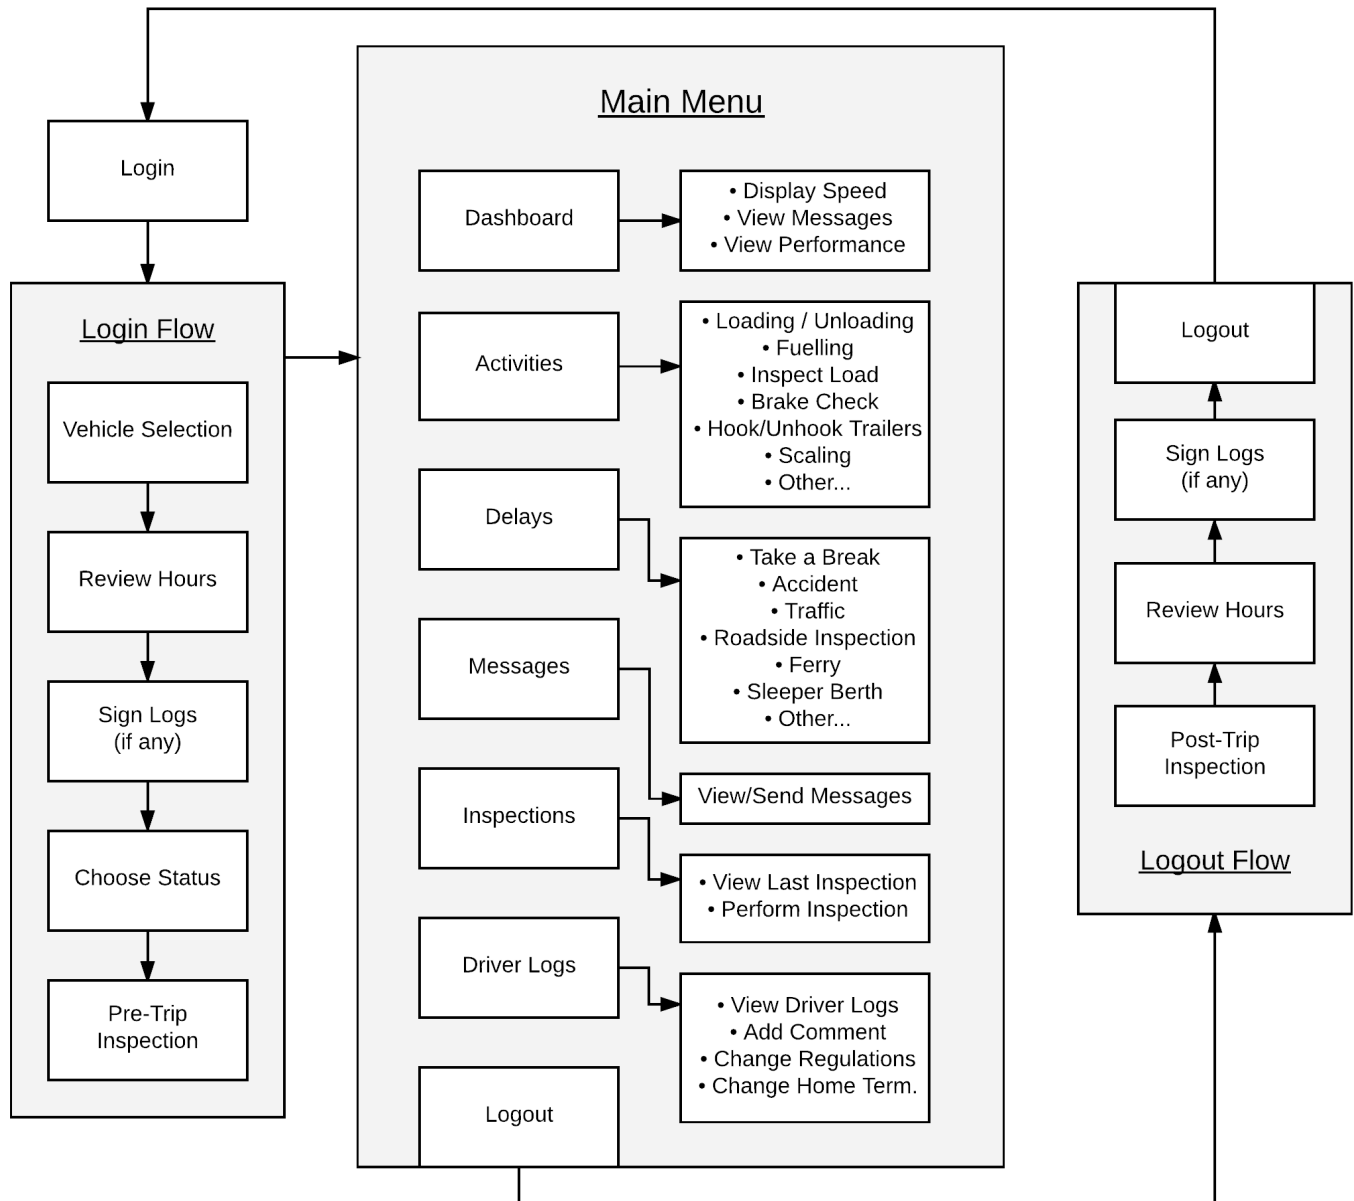 Login
Login Flow
Vehicle Selection
Review Hours
Sign Logs
(if any)
Choose Status
Pre-Trip
Inspection
Main Menu
Dashboard
• Display Speed
• View Messages
• View Performance
Activities
• Loading / Unloading
• Fuelling
• Inspect Load
• Brake Check
• Hook/Unhook Trailers
• Scaling
• Other...
Delays
• Take a Break
• Accident
• Traffic
• Roadside Inspection
• Ferry
• Sleeper Berth
• Other...
Messages
View/Send Messages
Inspections
• View Last Inspection
• Perform Inspection
Driver Logs
• View Driver Logs
• Add Comment
• Change Regulations
• Change Home Term.
Logout
Logout
Sign Logs
(if any)
Review Hours
Post-Trip
Inspection
Logout Flow